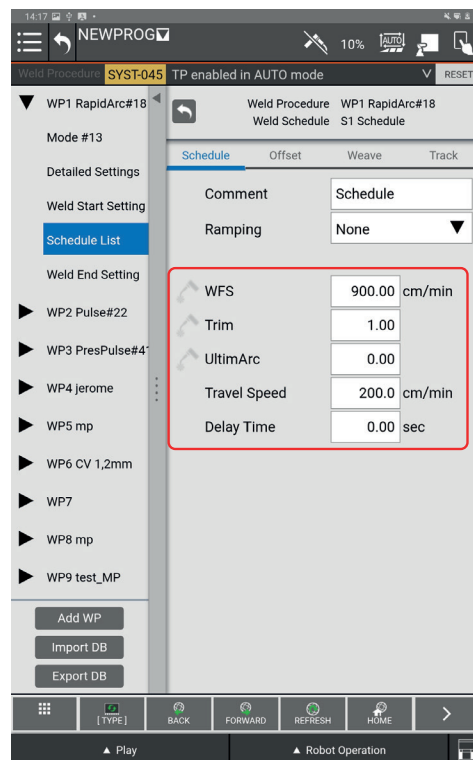 14:17
NEWPROG
10%
AUTO
Weld Procedure SYST-045 TP enabled in AUTO mode V RESET
WP1 RapidArc#18
Mode #13
Detailed Settings
Weld Start Setting
Schedule List
Weld End Setting
WP2 Pulse#22
WP3 PresPulse#4
WP4 jerome
WP5 mp
WP6 CV 1,2mm
WP7
WP8 mp
WP9 test_MP
Add WP
Import DB
Export DB
Weld Procedure WP1 RapidArc#18
Weld Schedule S1 Schedule
Schedule Offset Weave Track
Comment Schedule
Ramping None
WFS 900.00 cm/min
Trim 1.00
UltimArc 0.00
Travel Speed 200.0 cm/min
Delay Time 0.00 sec
[ TYPE ] BACK FORWARD REFRESH HOME
Play Robot Operation